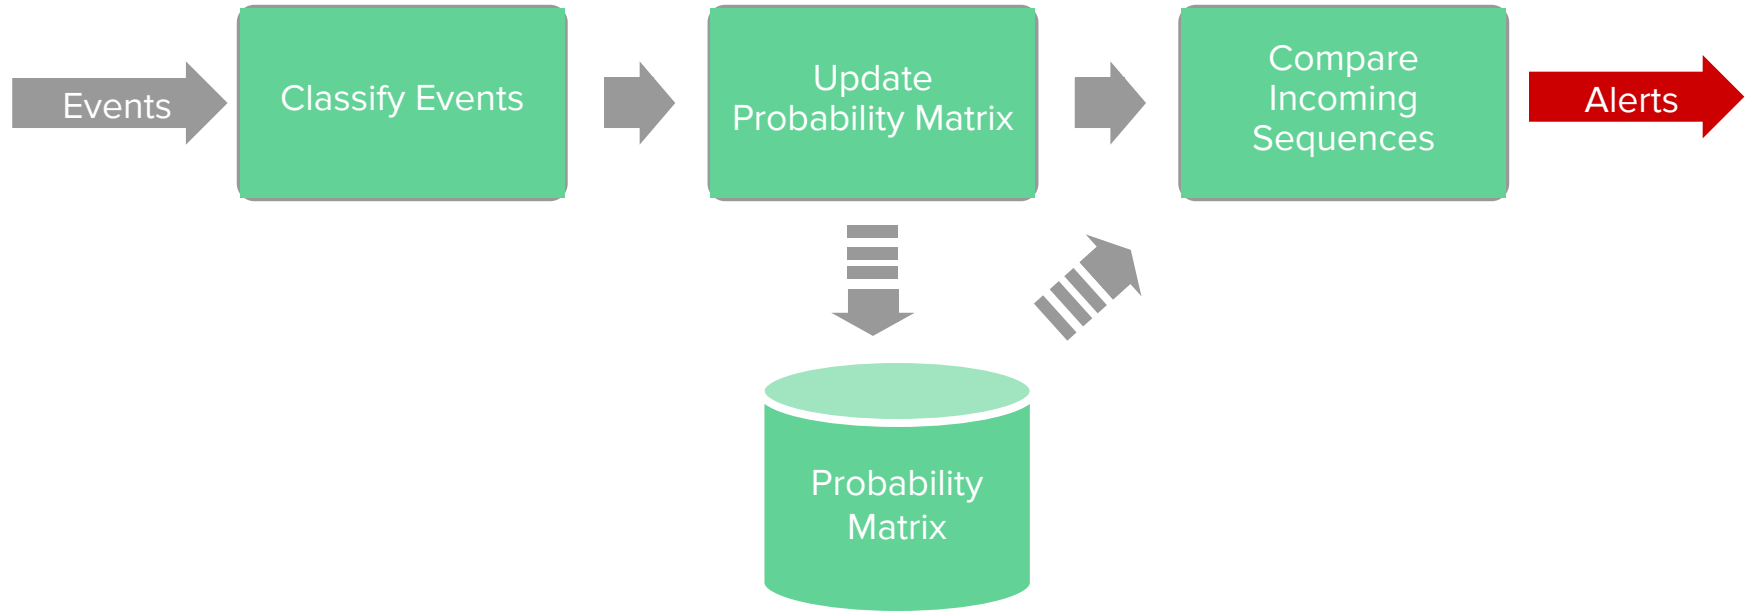 Events
Classify Events
Update
Probability Matrix
Compare
Incoming
Sequences
Alerts
Probability
Matrix